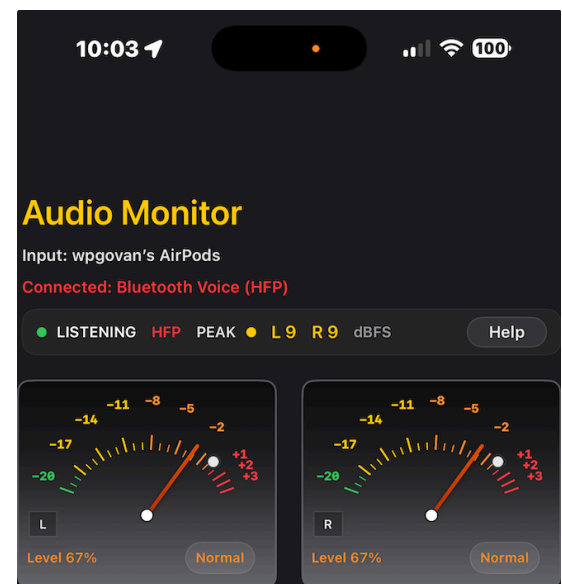 10:03
100
Audio Monitor
Input: wpgovan’s AirPods
Connected: Bluetooth Voice (HFP)
LISTENING HFP PEAK L 9 R 9 dBFS Help
-20 -17 -14 -11 -8 -5 -2 +1 +2 +3
L
Level 67% Normal
-20 -17 -14 -11 -8 -5 -2 +1 +2 +3
R
Level 67% Normal